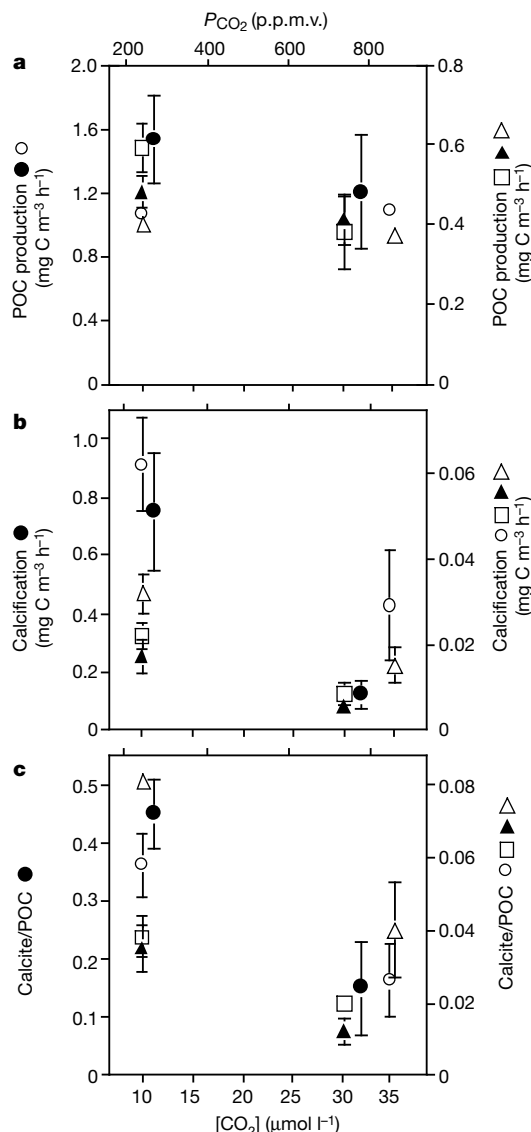 P_CO2 (p.p.m.v.)
200 400 600 800
a
2.0
1.6
1.2
0.8
0.4
0
POC production
(mg C m⁻³ h⁻¹)
0.8
0.6
0.4
0.2
0
POC production
(mg C m⁻³ h⁻¹)
b
1.0
0.8
0.6
0.4
0.2
0
Calcification
(mg C m⁻³ h⁻¹)
0.06
0.04
0.02
0
Calcification
(mg C m⁻³ h⁻¹)
c
0.5
0.4
0.3
0.2
0.1
0
Calcite/POC
0.08
0.06
0.04
0.02
0
Calcite/POC
10 15 20 25 30 35
[CO₂] (μmol l⁻¹)